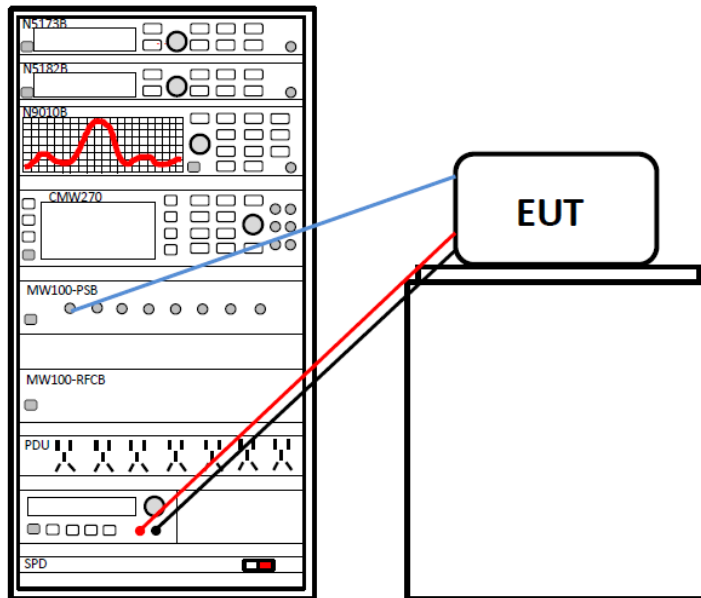 N5173B
N5182B
N9010B
CMW270
EUT
MW100-PSB
MW100-RFCB
PDU
SPD